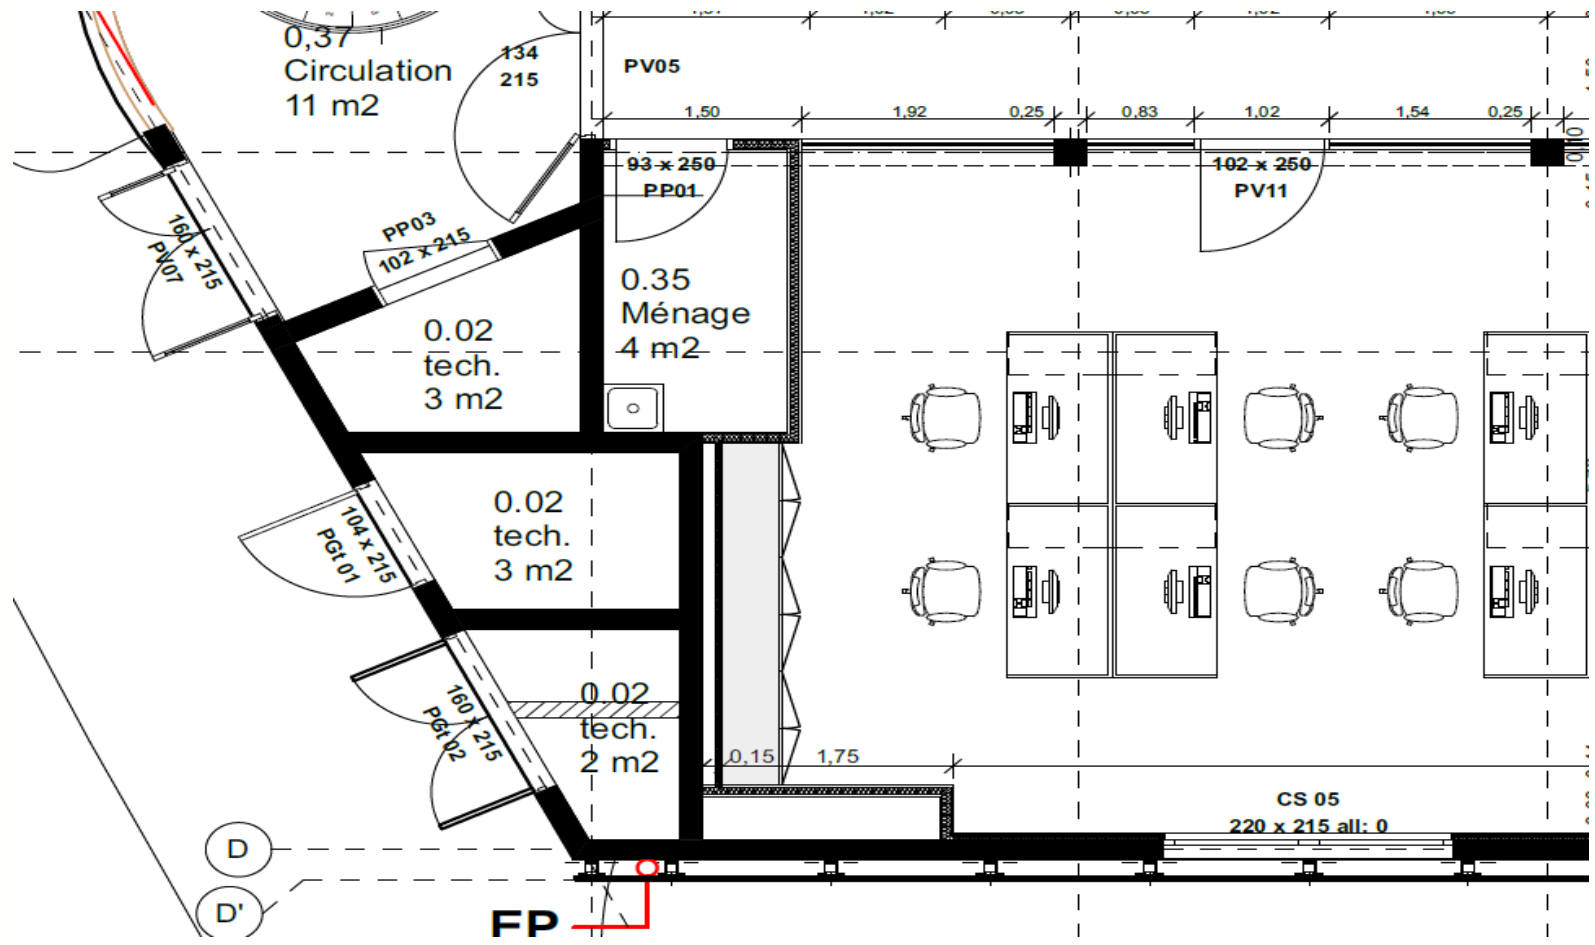 0,37
Circulation
11 m2
134
215
PV05
1,50
1,92
0,25
0,83
1,02
1,54
0,25
93 x 250
PP01
102 x 250
PV11
PP03
102 x 215
160 x 215
PV07
0.35
Ménage
4 m2
0.02
tech.
3 m2
0.02
tech.
3 m2
104 x 215
PGt 01
0.02
tech.
2 m2
160 x 215
PGt 02
0,15
1,75
CS 05
220 x 215 all: 0
D
D'
EP